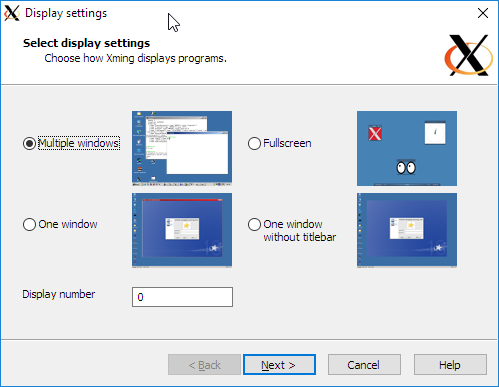 Display settings
Select display settings
Choose how Xming displays programs.
Multiple windows
Fullscreen
One window
One window
without titlebar
Display number
0
< Back
Next >
Cancel
Help